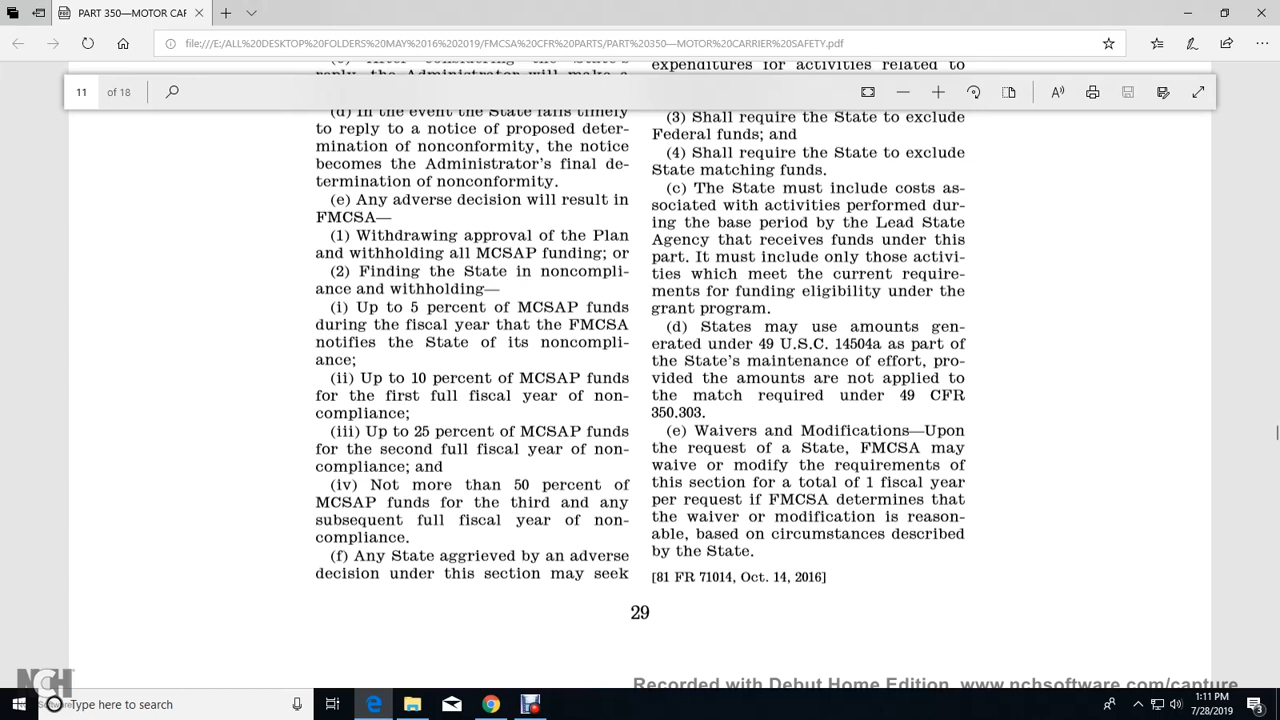 PART 350—MOTOR CAR
file:///E:/ALL%20DESKTOP%20FOLDERS%20MAY%2016%202019/FMCSA%20CFR%20PARTS/PART%20350—MOTOR%20CARRIER%20SAFETY.pdf
11 of 18
reply, the Administrator will make a
(d) In the event the State fails timely
to reply to a notice of proposed deter-
mination of nonconformity, the notice
becomes the Administrator's final de-
termination of nonconformity.
(e) Any adverse decision will result in
FMCSA—
(1) Withdrawing approval of the Plan
and withholding all MCSAP funding; or
(2) Finding the State in noncompli-
ance and withholding—
(i) Up to 5 percent of MCSAP funds
during the fiscal year that the FMCSA
notifies the State of its noncompli-
ance;
(ii) Up to 10 percent of MCSAP funds
for the first full fiscal year of non-
compliance;
(iii) Up to 25 percent of MCSAP funds
for the second full fiscal year of non-
compliance; and
(iv) Not more than 50 percent of
MCSAP funds for the third and any
subsequent full fiscal year of non-
compliance.
(f) Any State aggrieved by an adverse
decision under this section may seek
expenditures for activities related to
(3) Shall require the State to exclude
Federal funds; and
(4) Shall require the State to exclude
State matching funds.
(c) The State must include costs as-
sociated with activities performed dur-
ing the base period by the Lead State
Agency that receives funds under this
part. It must include only those activi-
ties which meet the current require-
ments for funding eligibility under the
grant program.
(d) States may use amounts gen-
erated under 49 U.S.C. 14504a as part of
the State's maintenance of effort, pro-
vided the amounts are not applied to
the match required under 49 CFR
350.303.
(e) Waivers and Modifications—Upon
the request of a State, FMCSA may
waive or modify the requirements of
this section for a total of 1 fiscal year
per request if FMCSA determines that
the waiver or modification is reason-
able, based on circumstances described
by the State.
[81 FR 71014, Oct. 14, 2016]
29
NCH
Recorded with Debut Home Edition. www.nchsoftware.com/capture
Type here to search
1:11 PM
7/28/2019